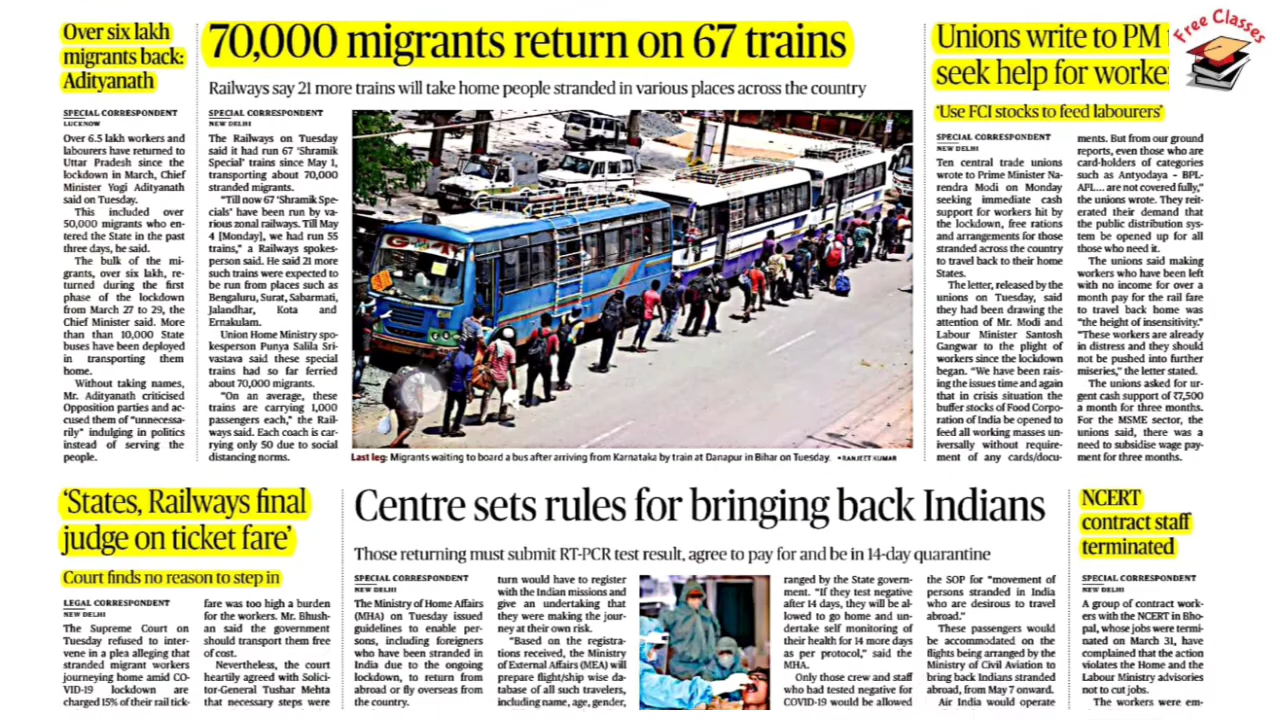 Over six lakh
migrants back:
Adityanath
SPECIAL CORRESPONDENT
LUCKNOW
Over 6.5 lakh workers and
labourers have returned to
Uttar Pradesh since the
lockdown in March, Chief
Minister Yogi Adityanath
said on Tuesday.
This included over
50,000 migrants who en-
tered the State in the past
three days, he said.
The bulk of the mi-
grants, over six lakh, re-
turned during the first
phase of the lockdown
from March 27 to 29, the
Chief Minister said. More
than than 10,000 State
buses have been deployed
in transporting them
home.
Without taking names,
Mr. Adityanath criticised
Opposition parties and ac-
cused them of “unnecessa-
rily” indulging in politics
instead of serving the
people.
70,000 migrants return on 67 trains
Railways say 21 more trains will take home people stranded in various places across the country
SPECIAL CORRESPONDENT
NEW DELHI
The Railways on Tuesday
said it had run 67 ‘Shramik
Special’ trains since May 1,
transporting about 70,000
stranded migrants.
“Till now 67 ‘Shramik Spe-
cials’ have been run by va-
rious zonal railways. Till May
4 [Monday], we had run 55
trains,” a Railways spokes-
person said. He said 21 more
such trains were expected to
be run from places such as
Bengaluru, Surat, Sabarmati,
Jalandhar, Kota and
Ernakulam.
Union Home Ministry spo-
kesperson Punya Salila Sri-
vastava said these special
trains had so far ferried
about 70,000 migrants.
“On an average, these
trains are carrying 1,000
passengers each,” the Rail-
ways said. Each coach is car-
rying only 50 due to social
distancing norms.
Last leg: Migrants waiting to board a bus after arriving from Karnataka by train at Danapur in Bihar on Tuesday. • RANJEET KUMAR
Unions write to PM
seek help for worke
‘Use FCI stocks to feed labourers’
SPECIAL CORRESPONDENT
NEW DELHI
Ten central trade unions
wrote to Prime Minister Na-
rendra Modi on Monday
seeking immediate cash
support for workers hit by
the lockdown, free rations
and arrangements for those
stranded across the country
to travel back to their home
States.
The letter, released by the
unions on Tuesday, said
they had been drawing the
attention of Mr. Modi and
Labour Minister Santosh
Gangwar to the plight of
workers since the lockdown
began. “We have been rais-
ing the issues time and again
that in crisis situation the
buffer stocks of Food Corpo-
ration of India be opened to
feed all working masses un-
iversally without require-
ment of any cards/docu-
ments. But from our ground
reports, even those who are
card-holders of categories
such as Antyodaya - BPL-
APL... are not covered fully,”
the unions wrote. They reit-
erated their demand that
the public distribution sys-
tem be opened up for all
those who need it.
The unions said making
workers who have been left
with no income for over a
month pay for the rail fare
to travel back home was
“the height of insensitivity.”
“These workers are already
in distress and they should
not be pushed into further
miseries,” the letter stated.
The unions asked for ur-
gent cash support of ₹7,500
a month for three months.
For the MSME sector, the
unions said, there was a
need to subsidise wage pay-
ment for three months.
Free Classes
‘States, Railways final
judge on ticket fare’
Court finds no reason to step in
LEGAL CORRESPONDENT
NEW DELHI
The Supreme Court on
Tuesday refused to inter-
vene in a plea alleging that
stranded migrant workers
journeying home amid CO-
VID-19 lockdown are
charged 15% of their rail tick-
fare was too high a burden
for the workers. Mr. Bhush-
an said the government
should transport them free
of cost.
Nevertheless, the court
heartily agreed with Solici-
tor-General Tushar Mehta
that necessary steps were
Centre sets rules for bringing back Indians
Those returning must submit RT-PCR test result, agree to pay for and be in 14-day quarantine
SPECIAL CORRESPONDENT
NEW DELHI
The Ministry of Home Affairs
(MHA) on Tuesday issued
guidelines to enable per-
sons, including foreigners
who have been stranded in
India due to the ongoing
lockdown, to return from
abroad or fly overseas from
the country.
turn would have to register
with the Indian missions and
give an undertaking that
they were making the jour-
ney at their own risk.
“Based on the registra-
tions received, the Ministry
of External Affairs (MEA) will
prepare flight/ship wise da-
tabase of all such travelers,
including name, age, gender,
ranged by the State govern-
ment. “If they test negative
after 14 days, they will be al-
lowed to go home and un-
dertake self monitoring of
their health for 14 more days
as per protocol,” said the
MHA.
Only those crew and staff
who had tested negative for
COVID-19 would be allowed
the SOP for “movement of
persons stranded in India
who are desirous to travel
abroad.”
These passengers would
be accommodated on the
flights being arranged by the
Ministry of Civil Aviation to
bring back Indians stranded
abroad, from May 7 onward.
Air India would operate
NCERT
contract staff
terminated
SPECIAL CORRESPONDENT
NEW DELHI
A group of contract work-
ers with the NCERT in Bho-
pal, whose jobs were termi-
nated on March 31, have
complained that the action
violates the Home and the
Labour Ministry advisories
not to cut jobs.
The workers were em-